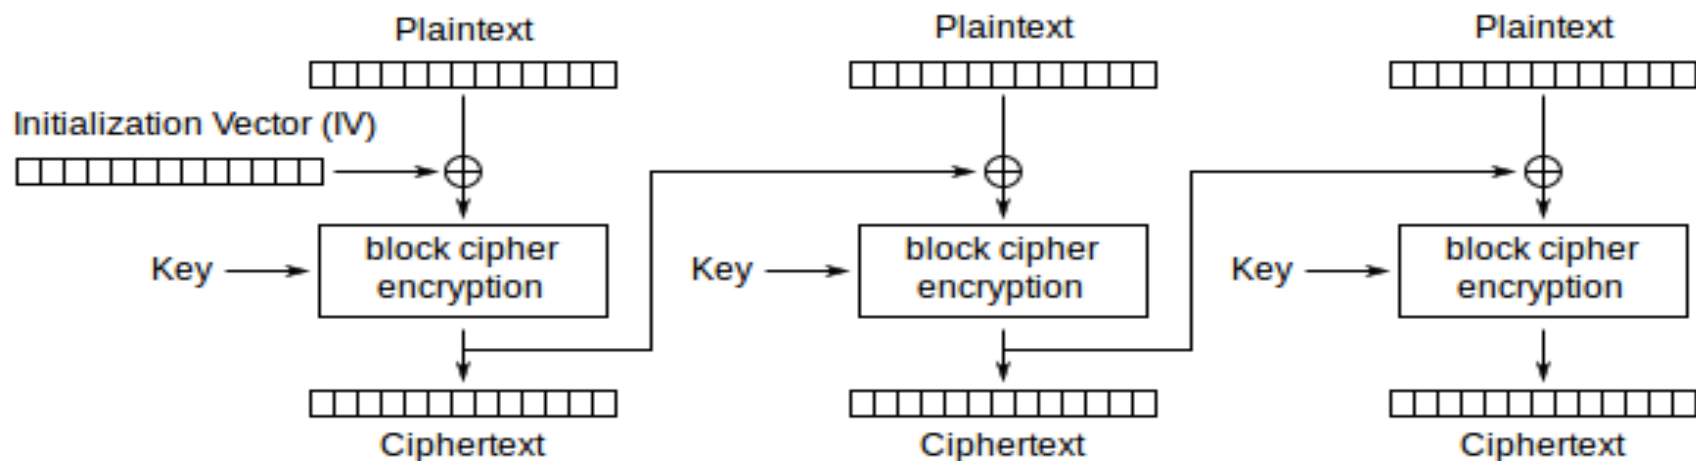 Plaintext
Plaintext
Plaintext
Initialization Vector (IV)
Key
block cipher
encryption
Key
block cipher
encryption
Key
block cipher
encryption
Ciphertext
Ciphertext
Ciphertext